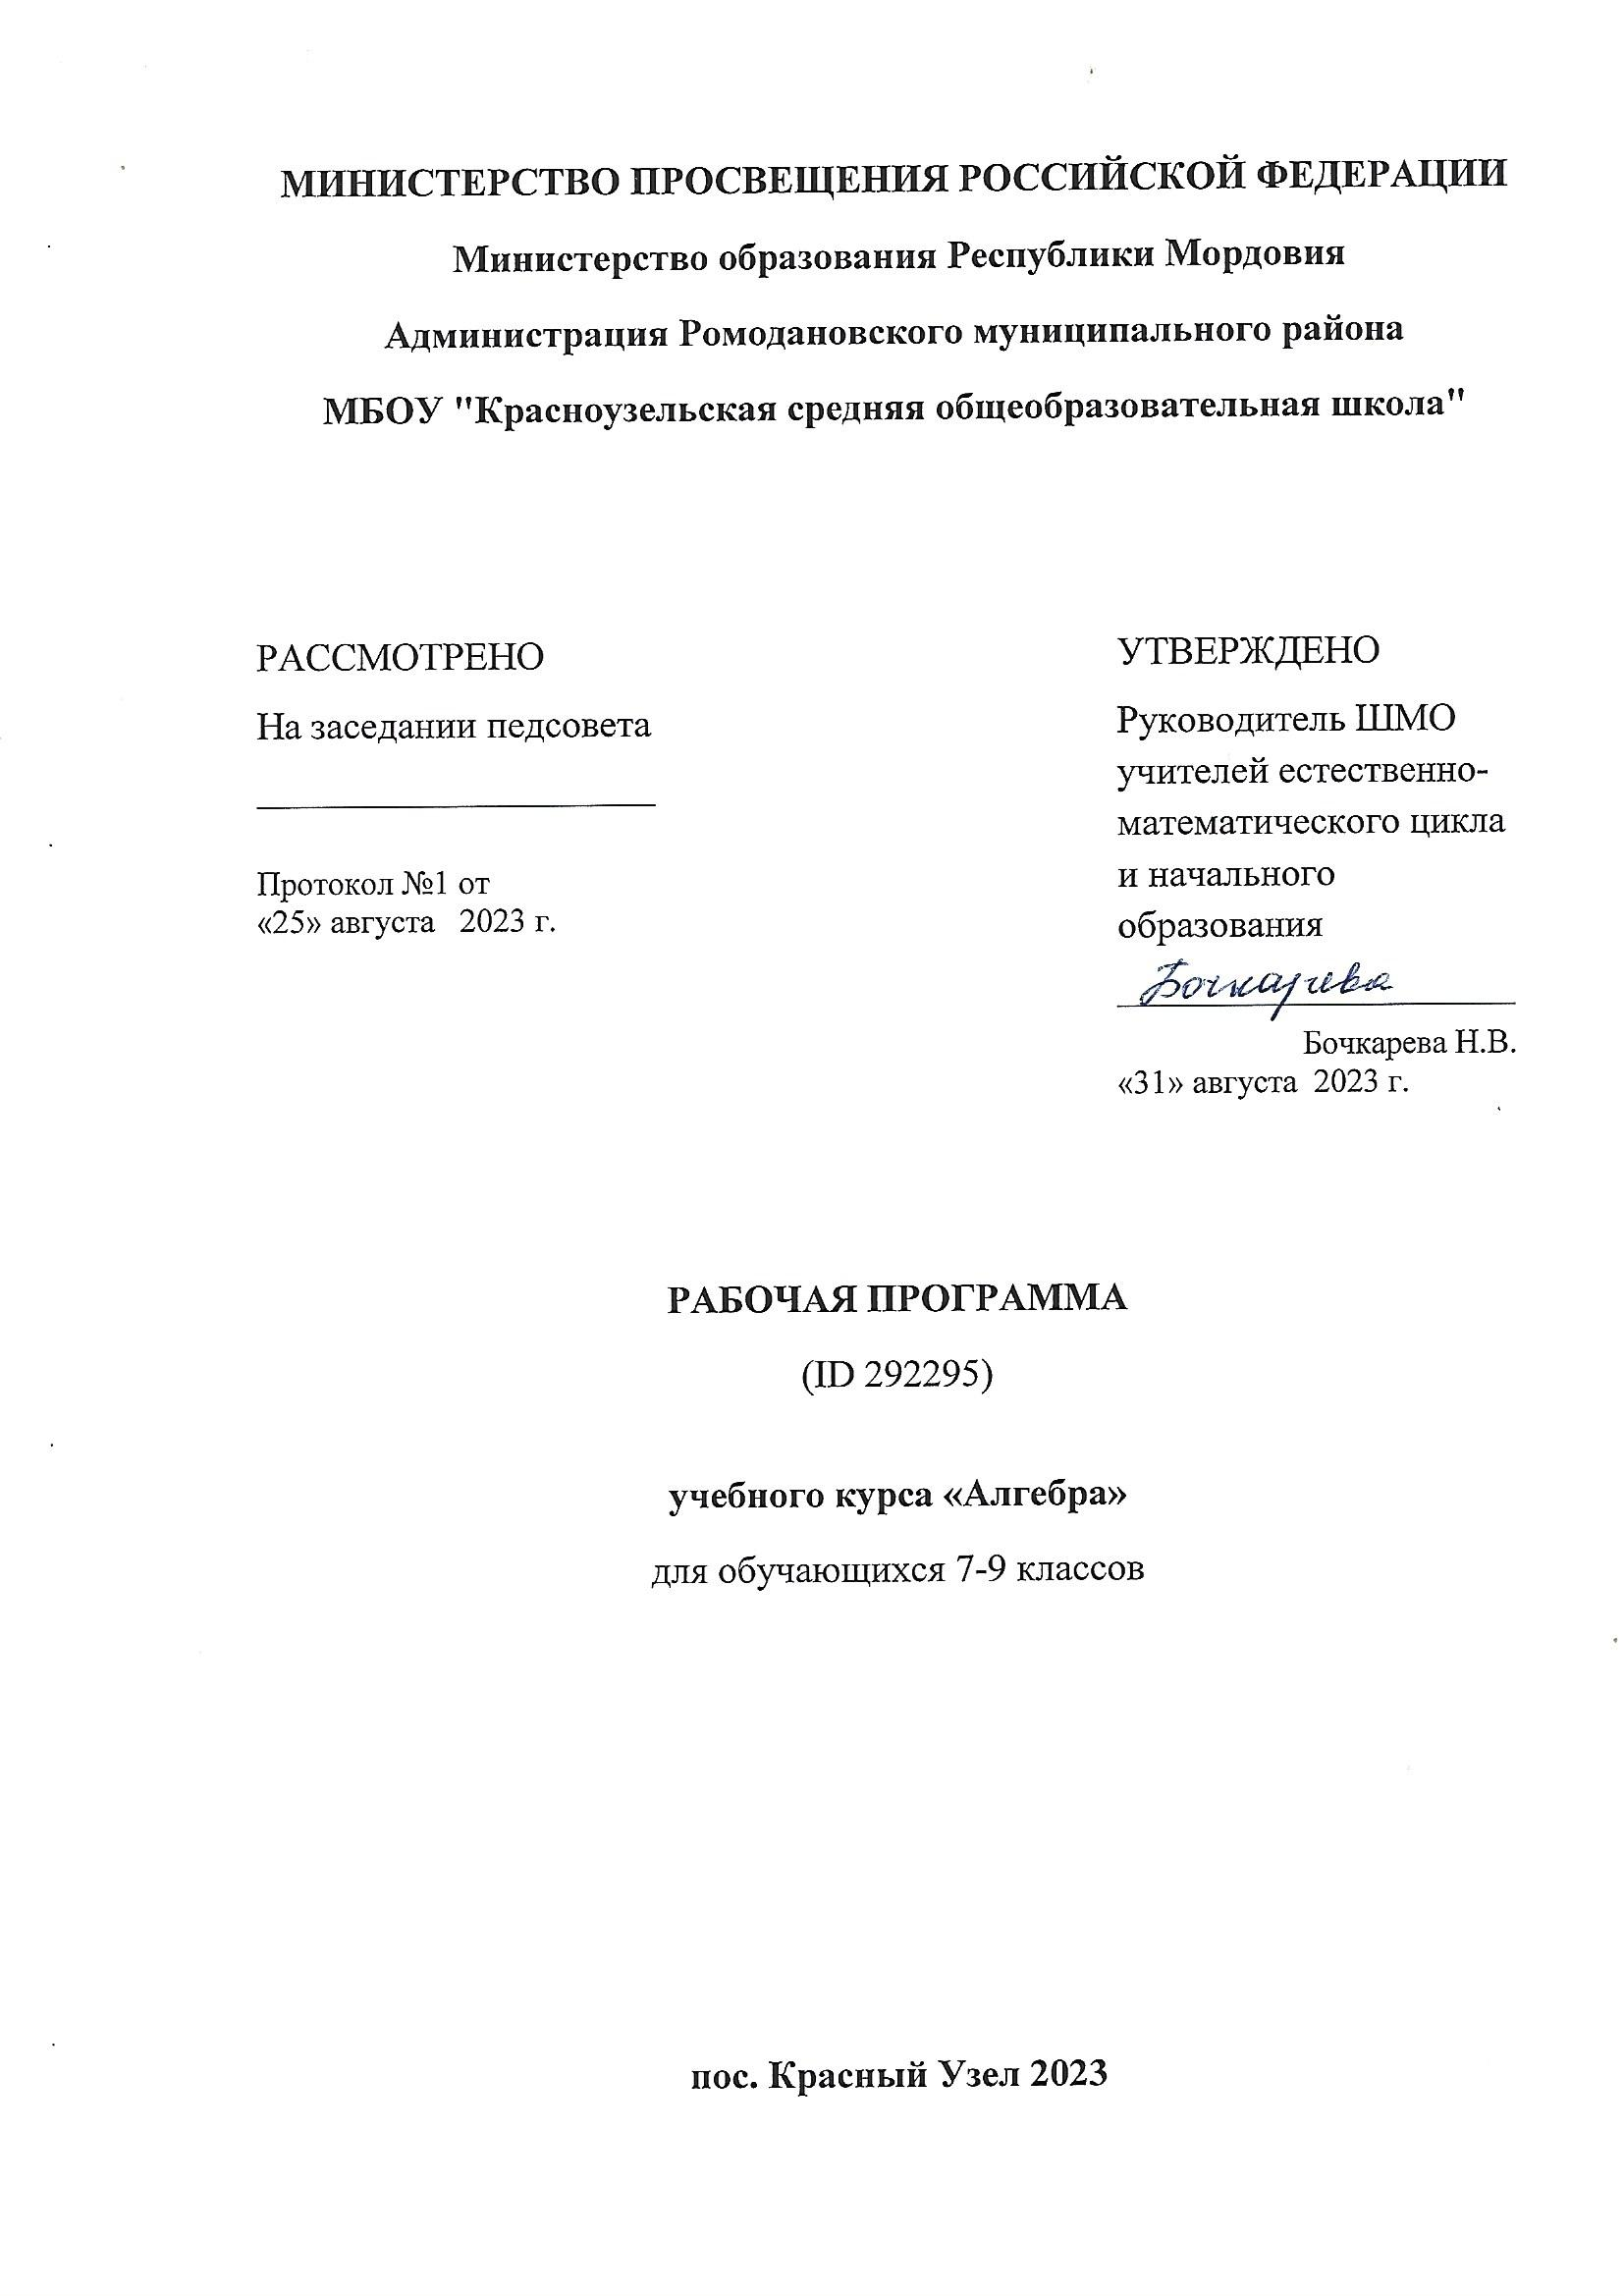 МИНИСТЕРСТВО ПРОСВЕЩЕНИЯ РОССИЙСКОЙ ФЕДЕРАЦИИ
Министерство образования Республики Мордовия
Администрация Ромодановского муниципального района
МБОУ "Красноузельская средняя общеобразовательная школа"
РАССМОТРЕНО
На заседании педсовета
Протокол №1 от
«25» августа 2023 г.
УТВЕРЖДЕНО
Руководитель ШМО
учителей естественно-
математического цикла
и начального
образования
Бочкарева
Бочкарева Н.В.
«31» августа 2023 г.
РАБОЧАЯ ПРОГРАММА
(ID 292295)
учебного курса «Алгебра»
для обучающихся 7-9 классов
пос. Красный Узел 2023